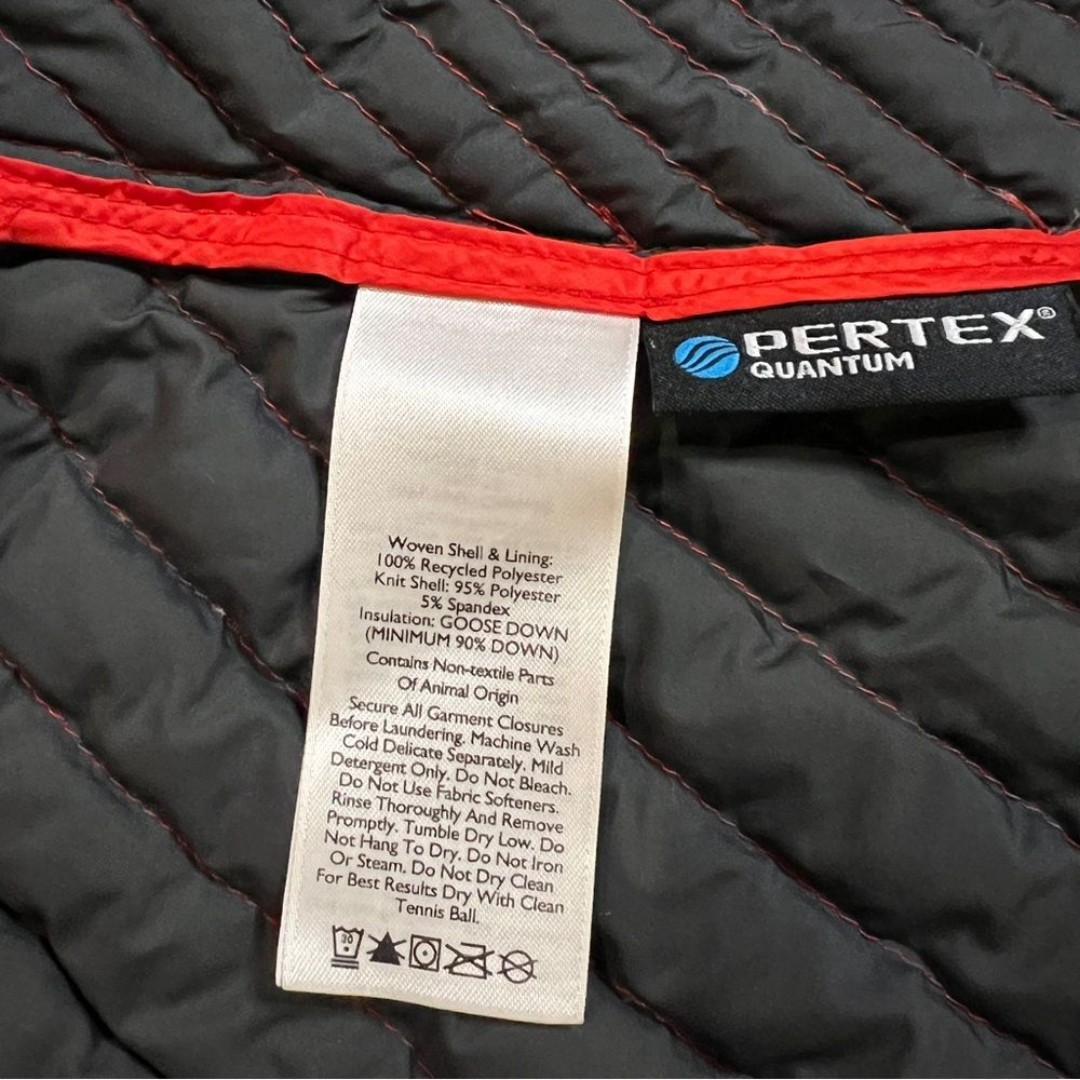 PERTEX®
QUANTUM
Woven Shell & Lining:
100% Recycled Polyester
Knit Shell: 95% Polyester
5% Spandex
Insulation: GOOSE DOWN
(MINIMUM 90% DOWN)
Contains Non-textile Parts
Of Animal Origin
Secure All Garment Closures
Before Laundering. Machine Wash
Cold Delicate Separately. Mild
Detergent Only. Do Not Bleach.
Do Not Use Fabric Softeners.
Rinse Thoroughly And Remove
Promptly. Tumble Dry Low. Do
Not Hang To Dry. Do Not Iron
Or Steam. Do Not Dry Clean
For Best Results Dry With Clean
Tennis Ball.
30